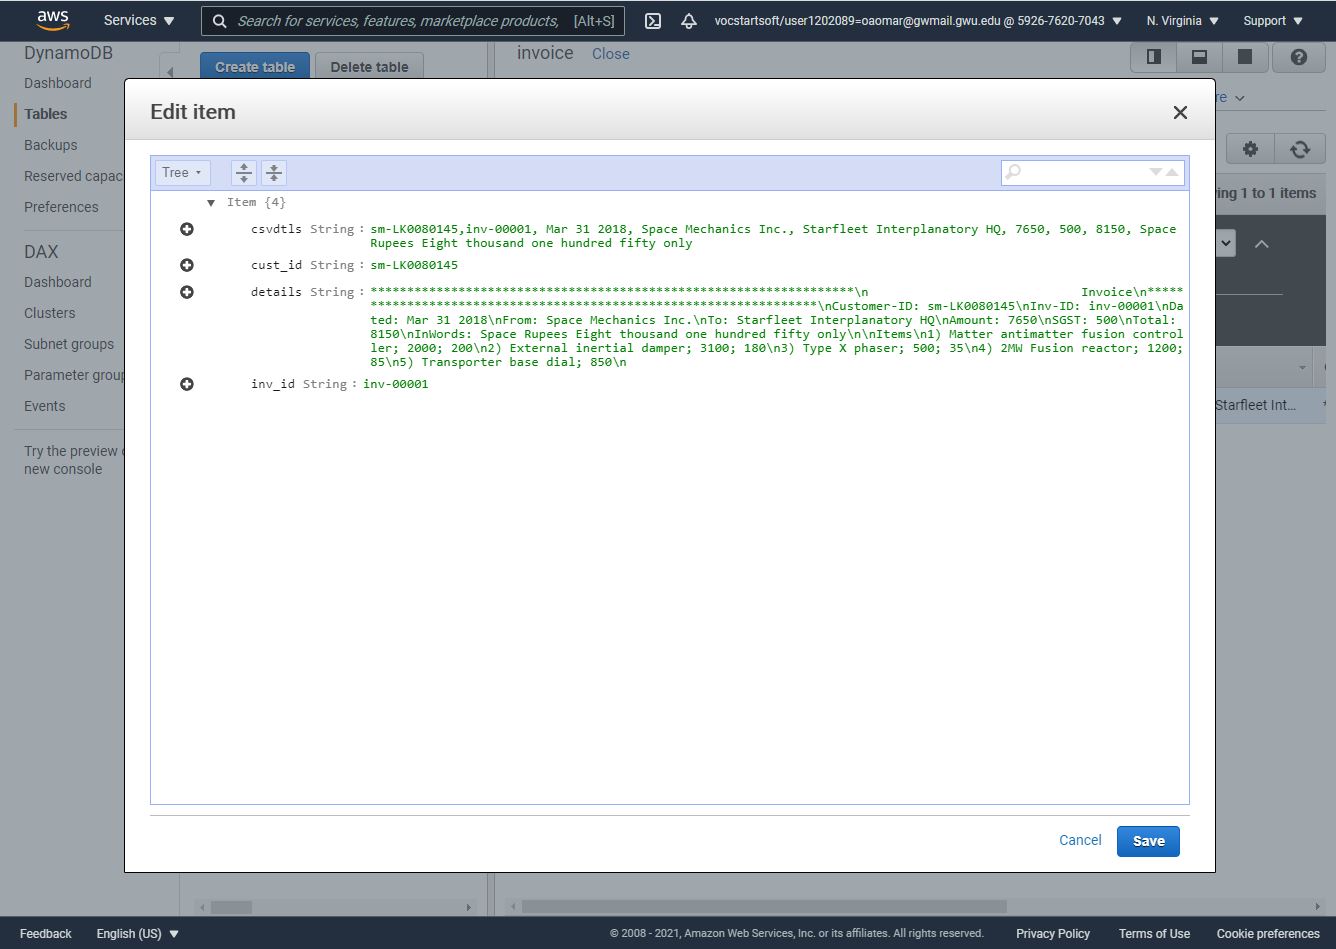 aws
Services
Search for services, features, marketplace products, [Alt+S]
vocstartsoft/user1202089=oaomar@gwmail.gwu.edu @ 5926-7620-7043
N. Virginia
Support
DynamoDB
Dashboard
Tables
Backups
Reserved capac
Preferences
DAX
Dashboard
Clusters
Subnet groups
Parameter group
Events
Try the preview
new console
Create table
Delete table
invoice Close
?
re
ing 1 to 1 items
Starfleet Int...
Edit item
Tree
Item {4}
csvdtls String : sm-LK0080145,inv-00001, Mar 31 2018, Space Mechanics Inc., Starfleet Interplanatory HQ, 7650, 500, 8150, Space
Rupees Eight thousand one hundred fifty only
cust_id String : sm-LK0080145
details String : ******************************************************************\n Invoice\n*****
*************************************************************\nCustomer-ID: sm-LK0080145\nInv-ID: inv-00001\nDa
ted: Mar 31 2018\nFrom: Space Mechanics Inc.\nTo: Starfleet Interplanatory HQ\nAmount: 7650\nSGST: 500\nTotal:
8150\nInWords: Space Rupees Eight thousand one hundred fifty only\n\nItems\n1) Matter antimatter fusion control
ler; 2000; 200\n2) External inertial damper; 3100; 180\n3) Type X phaser; 500; 35\n4) 2MW Fusion reactor; 1200;
85\n5) Transporter base dial; 850\n
inv_id String : inv-00001
Cancel
Save
Feedback
English (US)
© 2008 - 2021, Amazon Web Services, Inc. or its affiliates. All rights reserved.
Privacy Policy
Terms of Use
Cookie preferences